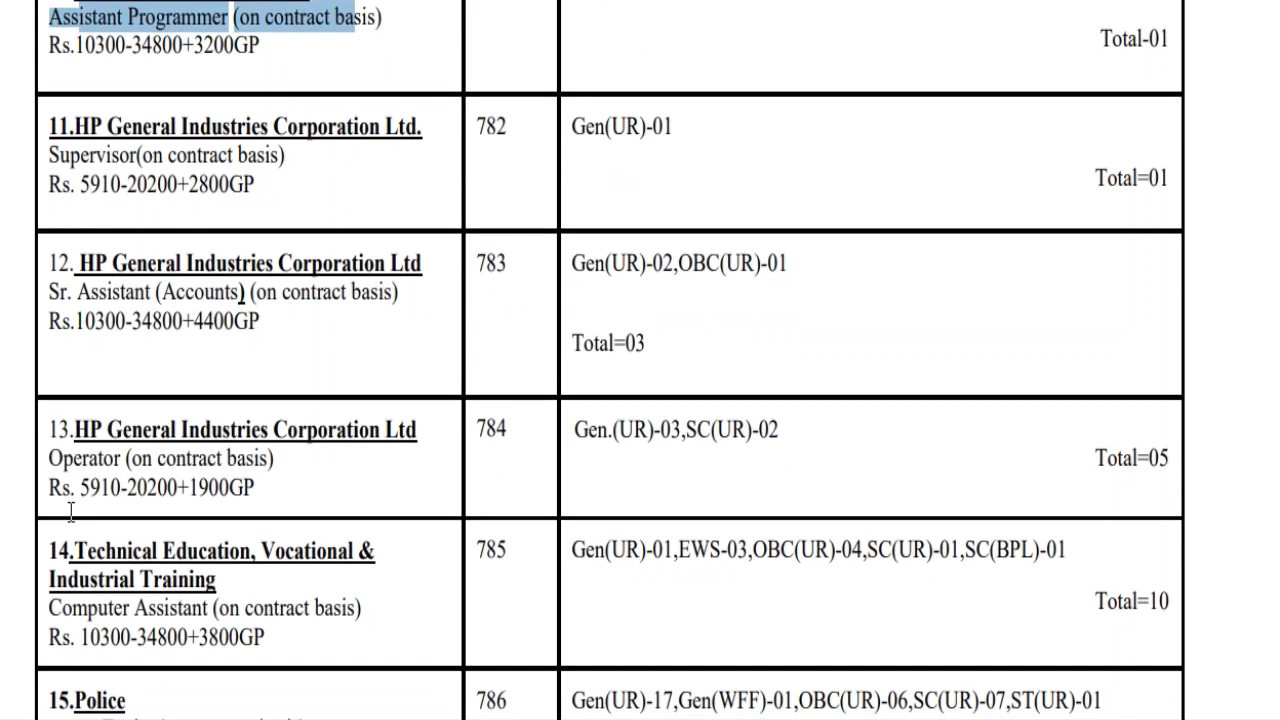 Assistant Programmer (on contract basis)
Rs.10300-34800+3200GP
Total-01
11.HP General Industries Corporation Ltd.
Supervisor(on contract basis)
Rs. 5910-20200+2800GP
782
Gen(UR)-01
Total=01
12. HP General Industries Corporation Ltd
Sr. Assistant (Accounts) (on contract basis)
Rs.10300-34800+4400GP
783
Gen(UR)-02,OBC(UR)-01
Total=03
13.HP General Industries Corporation Ltd
Operator (on contract basis)
Rs. 5910-20200+1900GP
784
Gen.(UR)-03,SC(UR)-02
Total=05
14.Technical Education, Vocational &
Industrial Training
Computer Assistant (on contract basis)
Rs. 10300-34800+3800GP
785
Gen(UR)-01,EWS-03,OBC(UR)-04,SC(UR)-01,SC(BPL)-01
Total=10
15.Police
786
Gen(UR)-17,Gen(WFF)-01,OBC(UR)-06,SC(UR)-07,ST(UR)-01